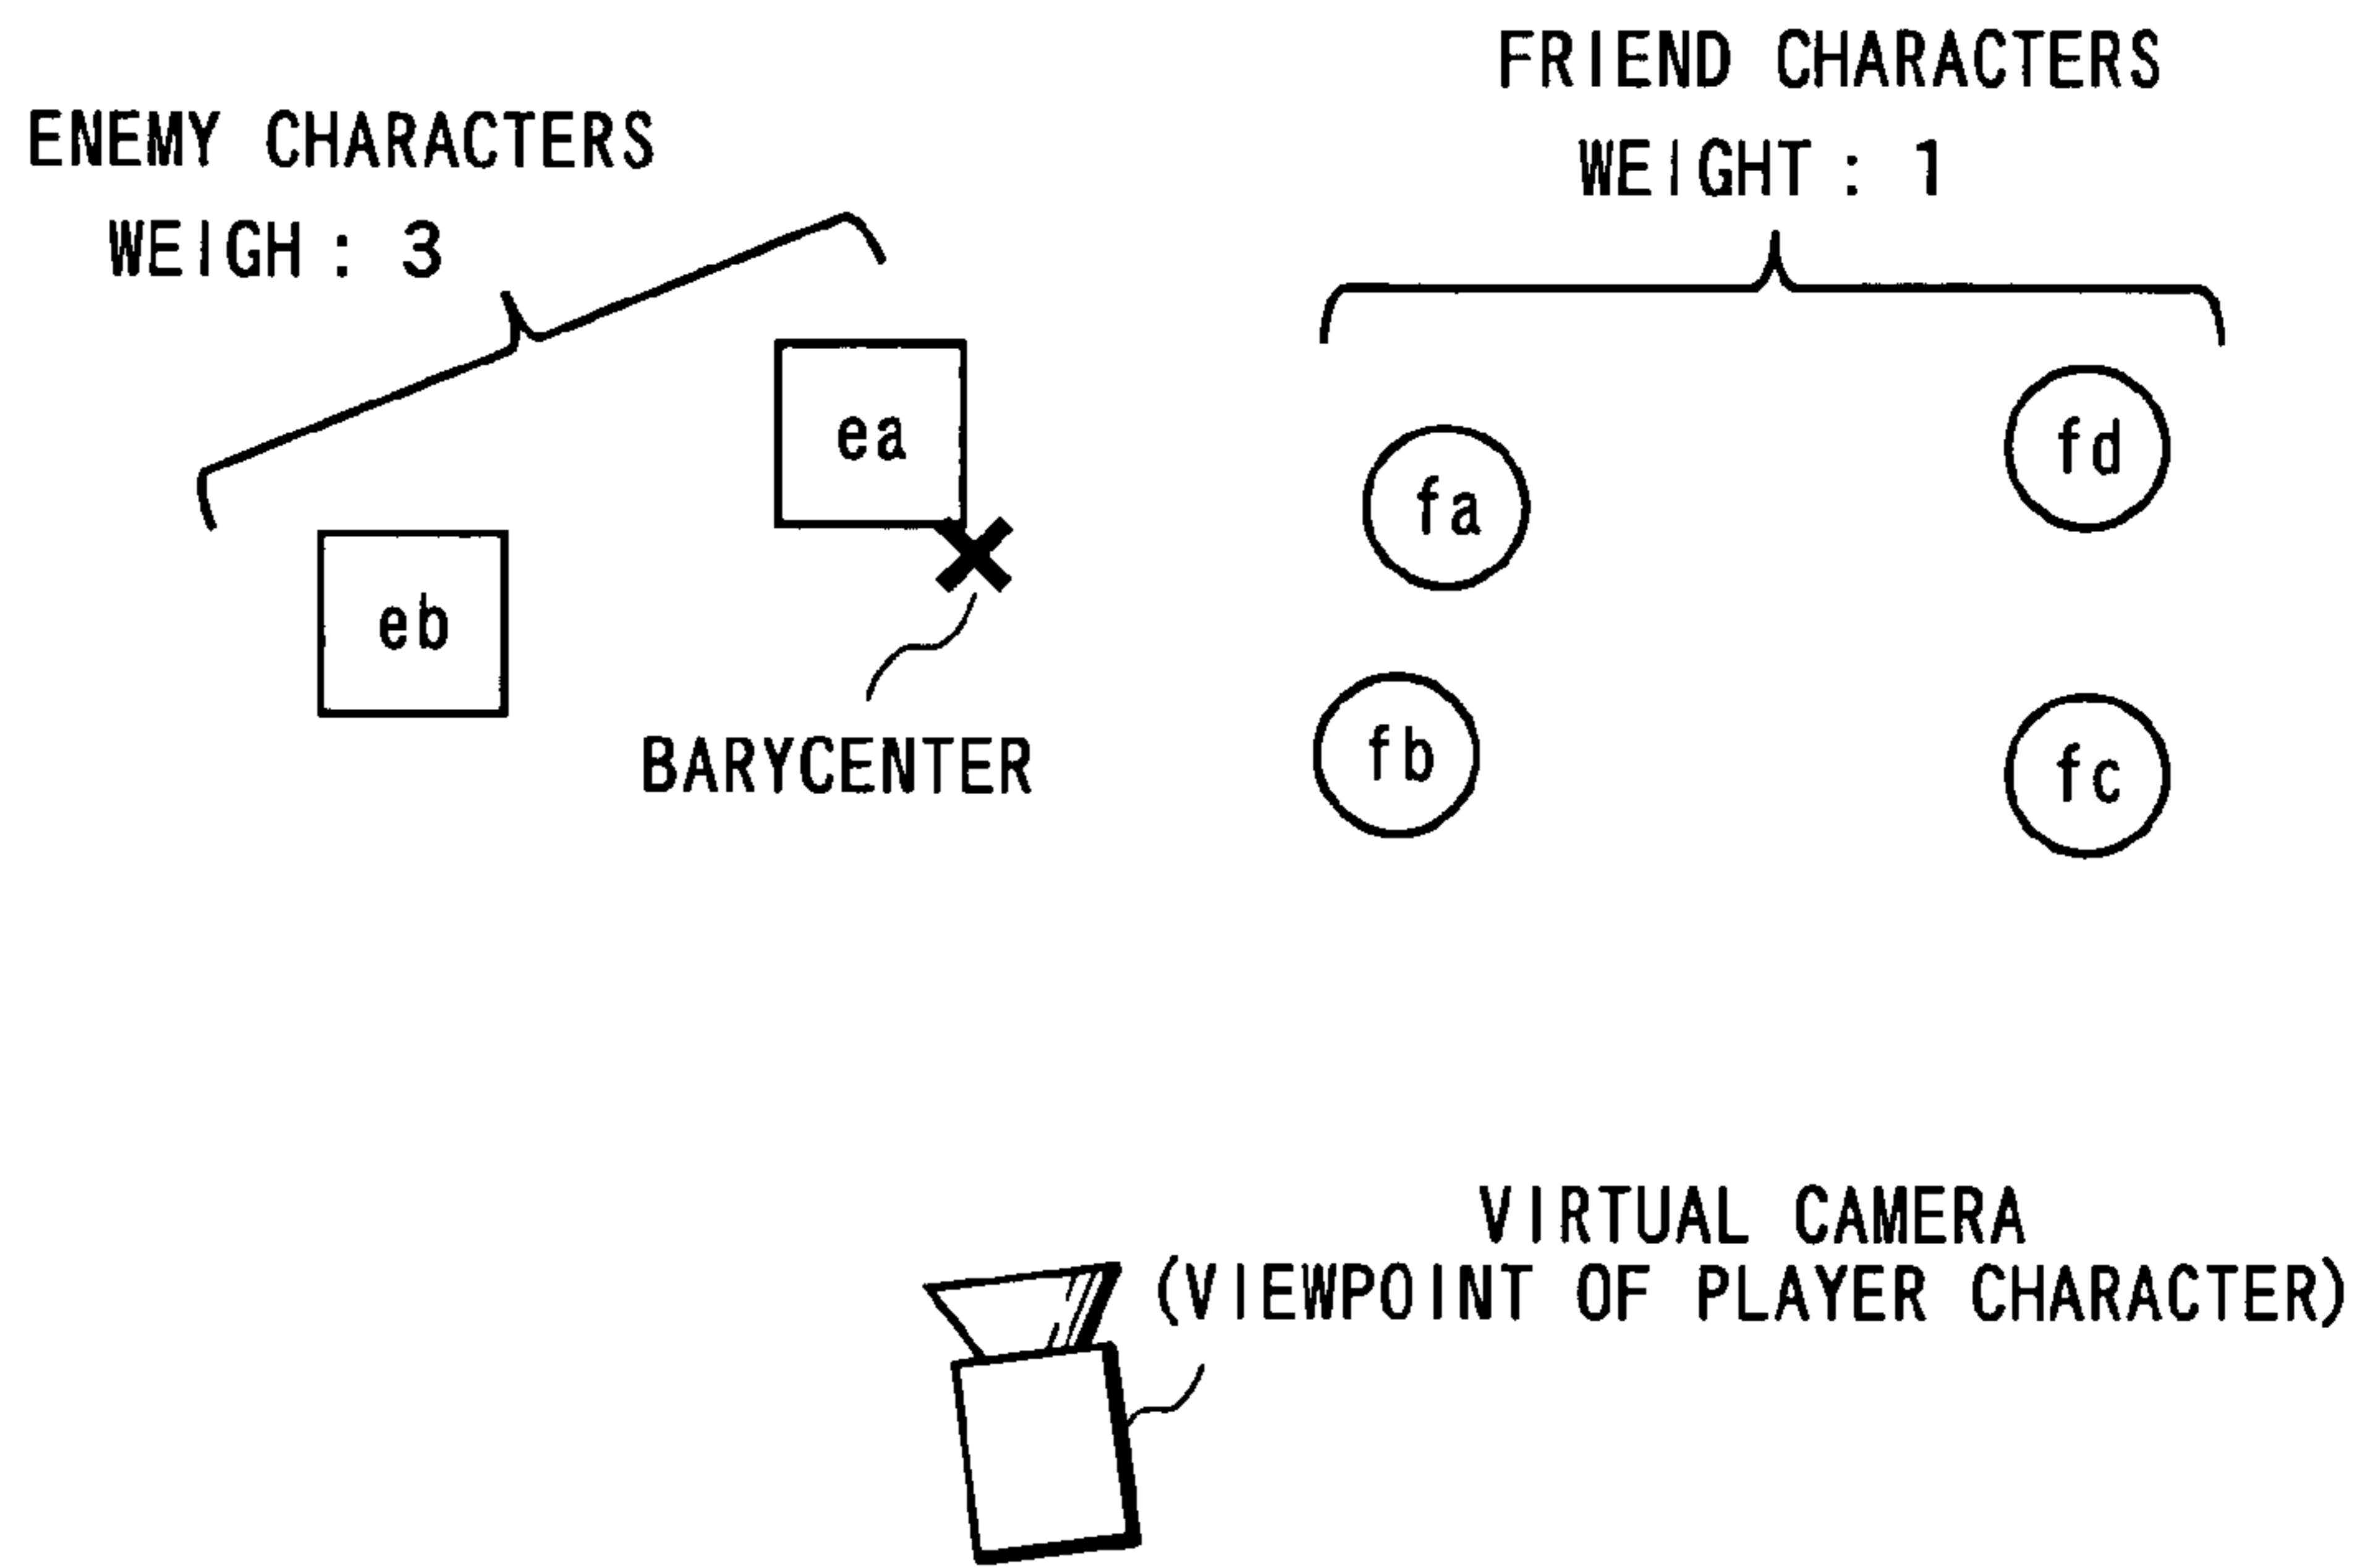 FRIEND CHARACTERS
WEIGHT : 1
ENEMY CHARACTERS
WEIGH : 3
ea
fd
fa
eb
BARYCENTER
fb
fc
VIRTUAL CAMERA
(VIEWPOINT OF PLAYER CHARACTER)